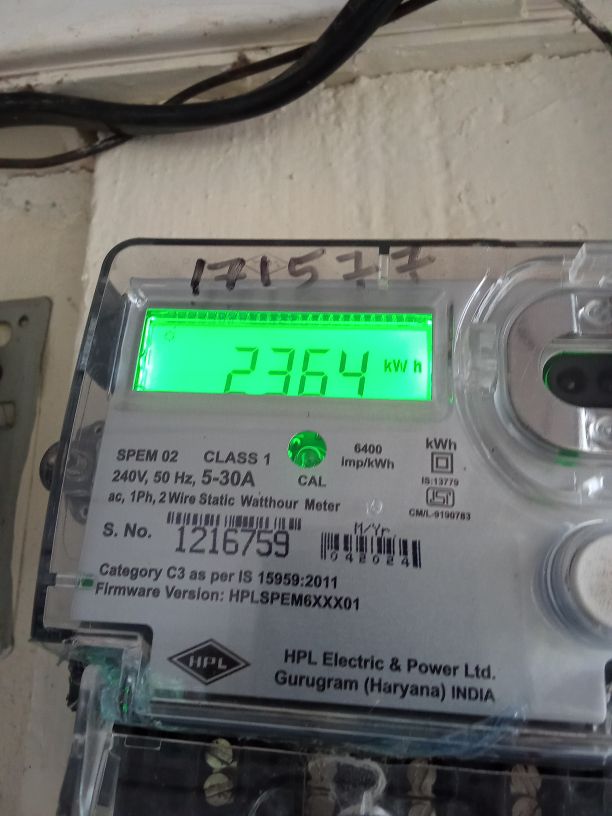 171577
2364 kWh
SPEM 02 CLASS 1
6400 imp/kWh
kWh
240V, 50 Hz, 5-30A
CAL
IS:13779
ac, 1Ph, 2 Wire Static Watthour Meter
CM/L-9190783
S. No. 1216759
M/Yr
042024
Category C3 as per IS 15959:2011
Firmware Version: HPLSPEM6XXX01
HPL
HPL Electric & Power Ltd.
Gurugram (Haryana) INDIA